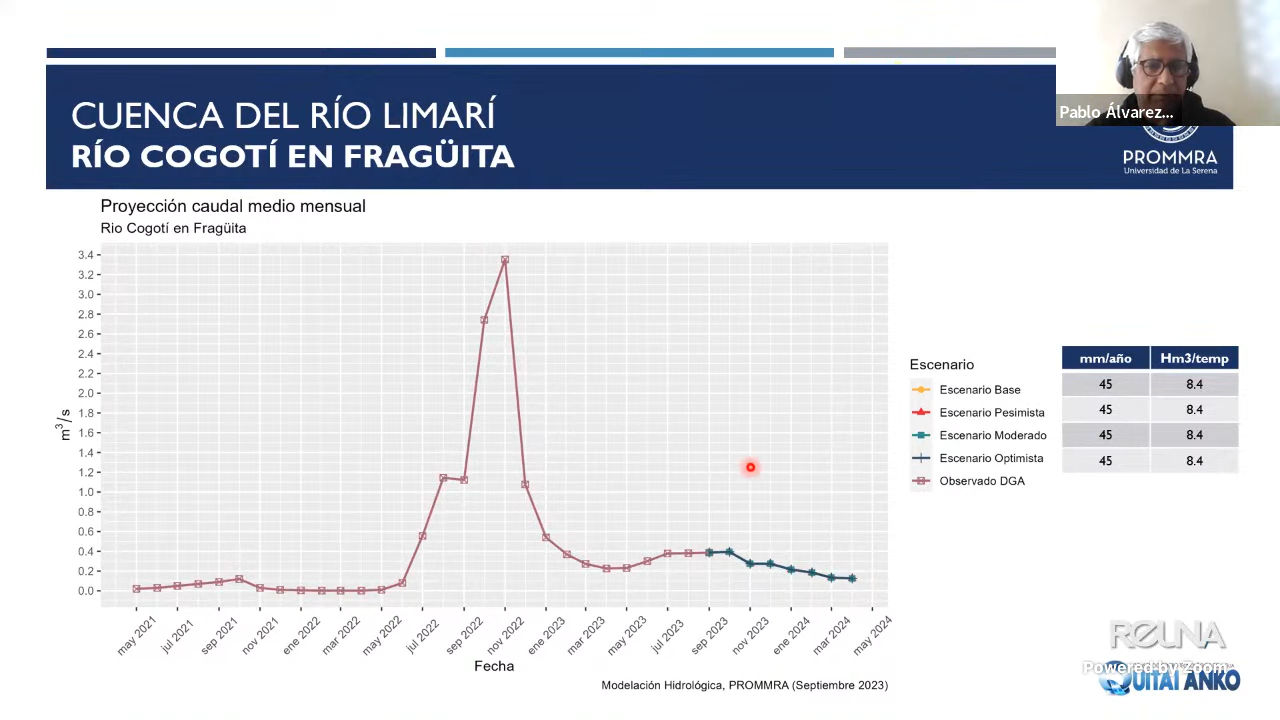 CUENCA DEL RÍO LIMARÍ
RÍO COGOTÍ EN FRAGÜITA
Pablo Álvarez...
PROMMRA
Universidad de La Serena
Proyección caudal medio mensual
Rio Cogotí en Fragüita
3.4
3.2
3.0
2.8
2.6
2.4
2.2
2.0
1.8
1.6
1.4
1.2
1.0
0.8
0.6
0.4
0.2
0.0
m³/s
may 2021
jul 2021
sep 2021
nov 2021
ene 2022
mar 2022
may 2022
jul 2022
sep 2022
nov 2022
ene 2023
mar 2023
may 2023
jul 2023
sep 2023
nov 2023
ene 2024
mar 2024
may 2024
Fecha
Modelación Hidrológica, PROMMRA (Septiembre 2023)
Escenario
Escenario Base
Escenario Pesimista
Escenario Moderado
Escenario Optimista
Observado DGA
mm/año Hm3/temp
45 8.4
45 8.4
45 8.4
45 8.4
REUNA
Powered by Zoom
QUITAI ANKO